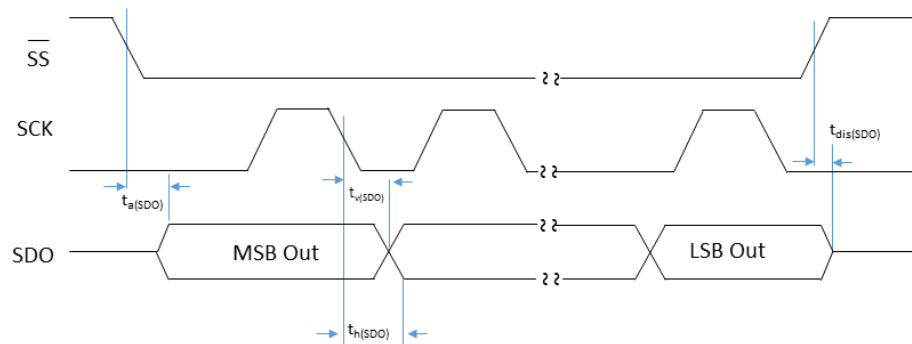 SS
SCK
t_dis(SDO)
t_a(SDO)
t_v(SDO)
SDO
MSB Out
LSB Out
t_h(SDO)